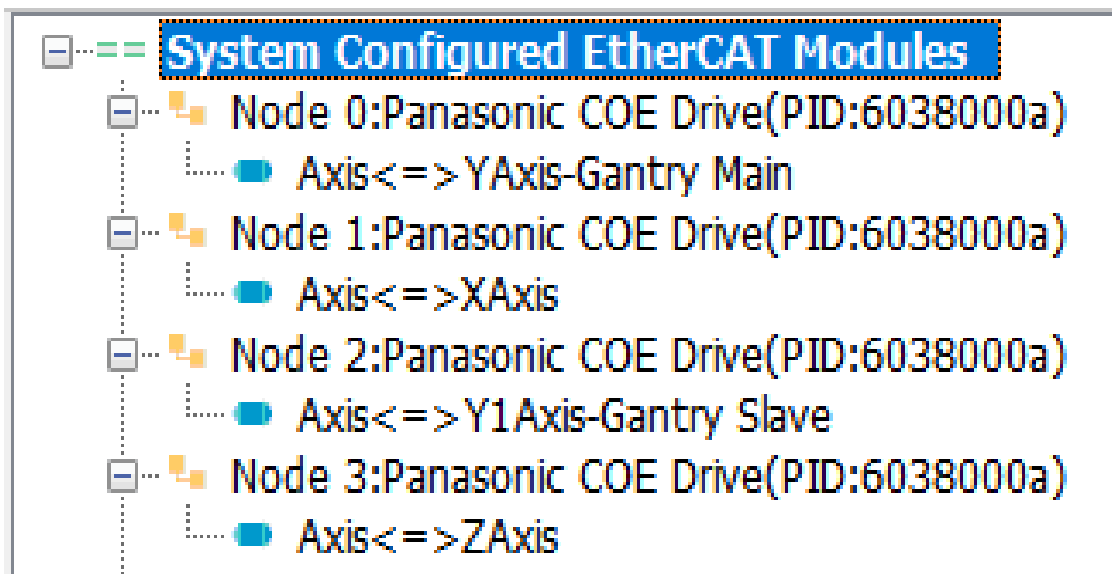 System Configured EtherCAT Modules
Node 0:Panasonic COE Drive(PID:6038000a)
Axis<=>YAxis-Gantry Main
Node 1:Panasonic COE Drive(PID:6038000a)
Axis<=>XAxis
Node 2:Panasonic COE Drive(PID:6038000a)
Axis<=>Y1Axis-Gantry Slave
Node 3:Panasonic COE Drive(PID:6038000a)
Axis<=>ZAxis